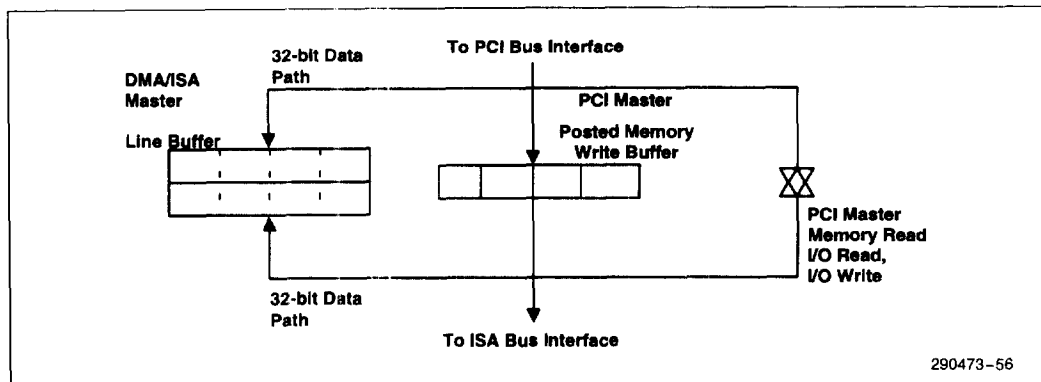 32-bit Data
Path
To PCI Bus Interface
DMA/ISA
Master
PCI Master
Line Buffer
Posted Memory
Write Buffer
PCI Master
Memory Read
I/O Read,
I/O Write
32-bit Data
Path
To ISA Bus Interface
290473-56